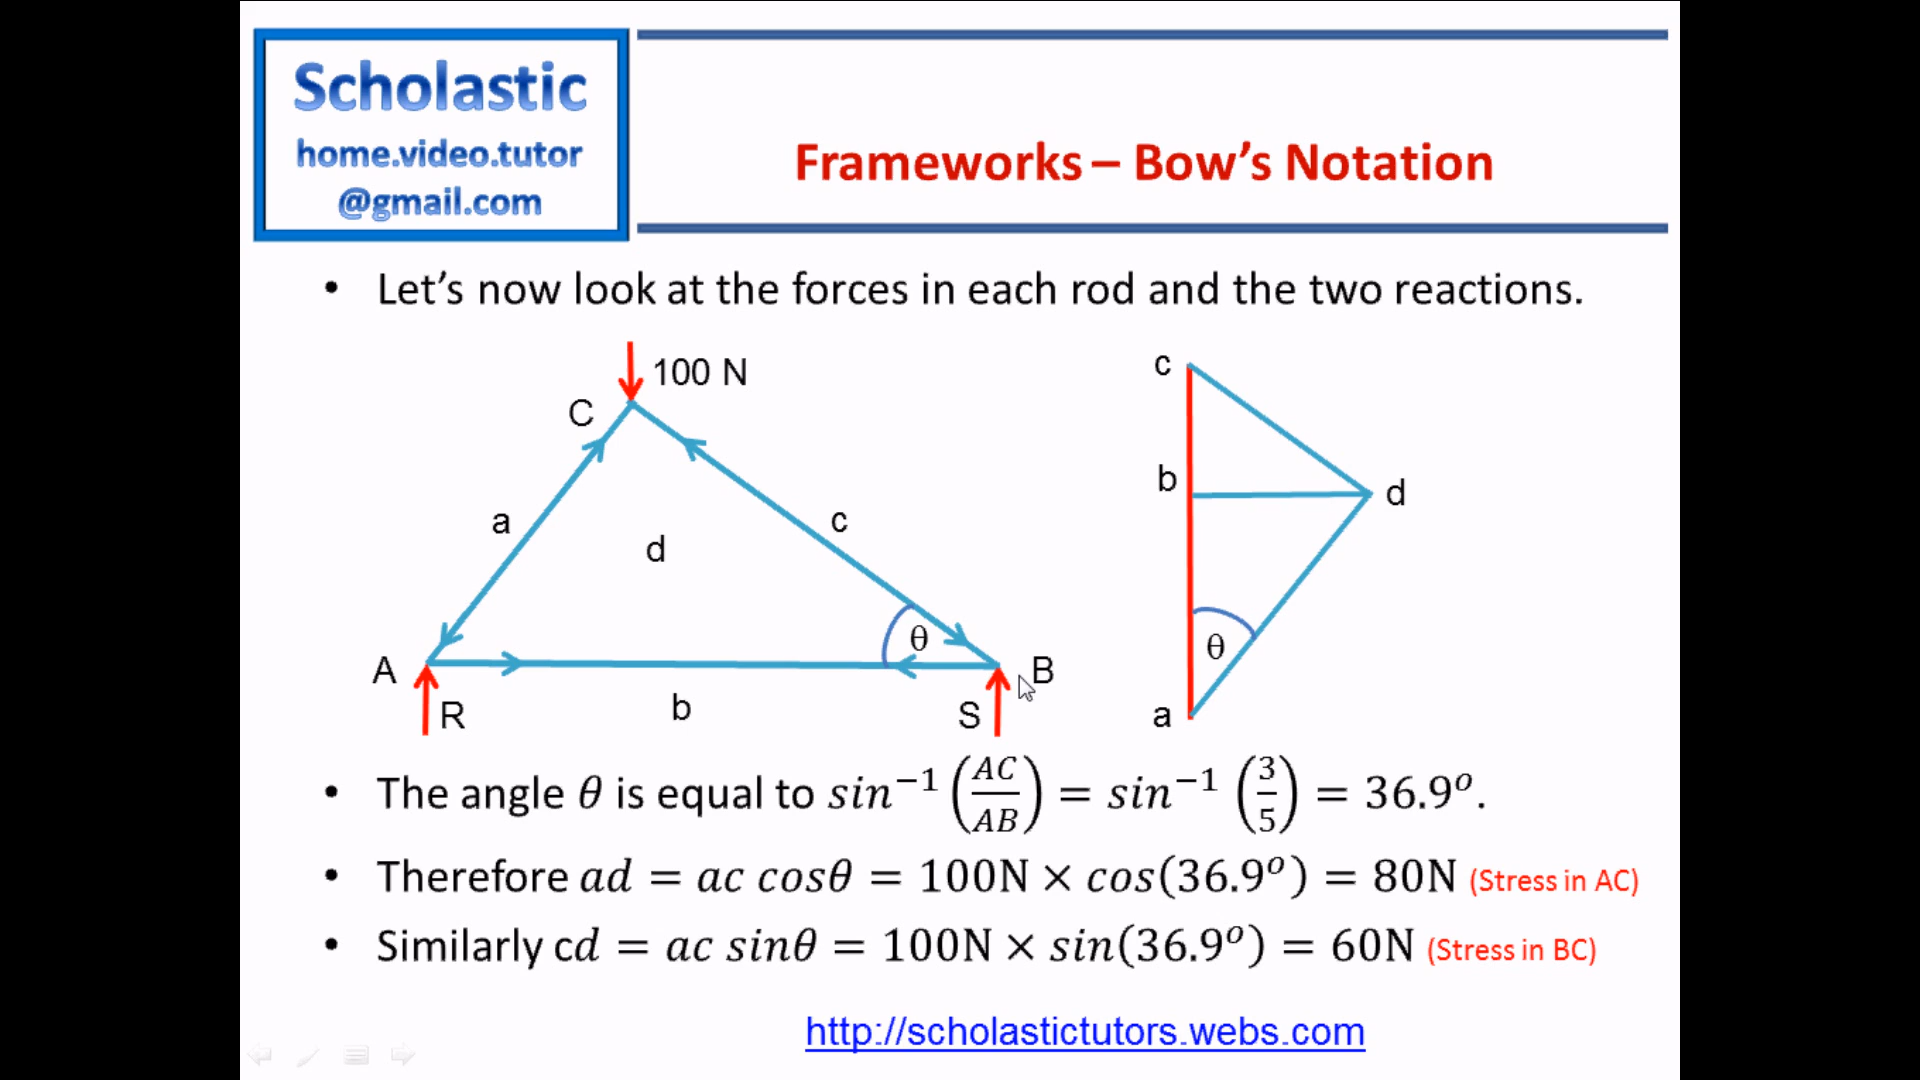 Scholastic
home.video.tutor
@gmail.com
Frameworks – Bow's Notation
• Let's now look at the forces in each rod and the two reactions.
100 N
C
a
d
c
θ
A
B
R
b
S
c
b
d
θ
a
• The angle θ is equal to sin⁻¹(AC/AB) = sin⁻¹(3/5) = 36.9ᵒ.
• Therefore ad = ac cosθ = 100N × cos(36.9ᵒ) = 80N (Stress in AC)
• Similarly cd = ac sinθ = 100N × sin(36.9ᵒ) = 60N (Stress in BC)
http://scholastictutors.webs.com